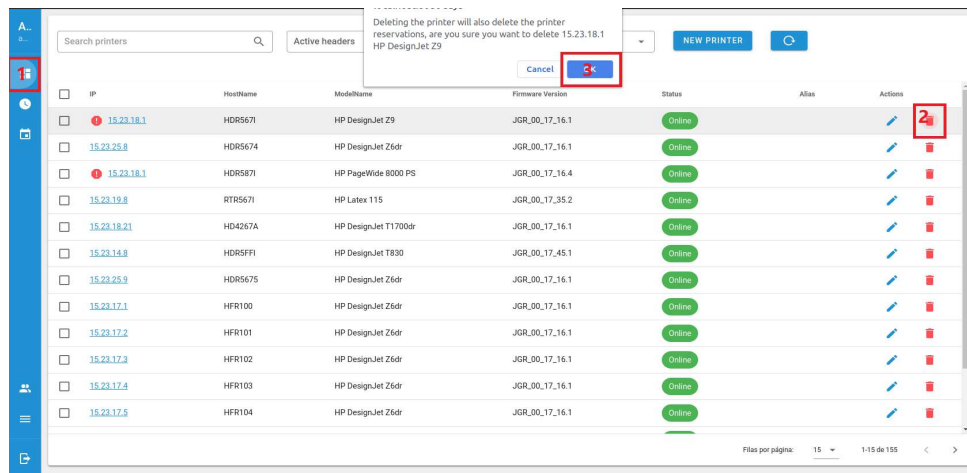 A..
a...
1
Search printers
Active headers
Deleting the printer will also delete the printer
reservations, are you sure you want to delete 15.23.18.1
HP DesignJet Z9
Cancel
3
NEW PRINTER
IP HostName ModelName Firmware Version Status Alias Actions
15.23.18.1 HDR567I HP DesignJet Z9 JGR_00_17_16.1 Online 2
15.23.25.8 HDR5674 HP DesignJet Z6dr JGR_00_17_16.1 Online
15.23.18.1 HDR587I HP PageWide 8000 PS JGR_00_17_16.4 Online
15.23.19.8 RTR567I HP Latex 115 JGR_00_17_35.2 Online
15.23.18.21 HD4267A HP DesignJet T1700dr JGR_00_17_16.1 Online
15.23.14.8 HDR5FFI HP DesignJet T830 JGR_00_17_45.1 Online
15.23.25.9 HDR5675 HP DesignJet Z6dr JGR_00_17_16.1 Online
15.23.17.1 HFR100 HP DesignJet Z6dr JGR_00_17_16.1 Online
15.23.17.2 HFR101 HP DesignJet Z6dr JGR_00_17_16.1 Online
15.23.17.3 HFR102 HP DesignJet Z6dr JGR_00_17_16.1 Online
15.23.17.4 HFR103 HP DesignJet Z6dr JGR_00_17_16.1 Online
15.23.17.5 HFR104 HP DesignJet Z6dr JGR_00_17_16.1 Online
Filas por página: 15 1-15 de 155